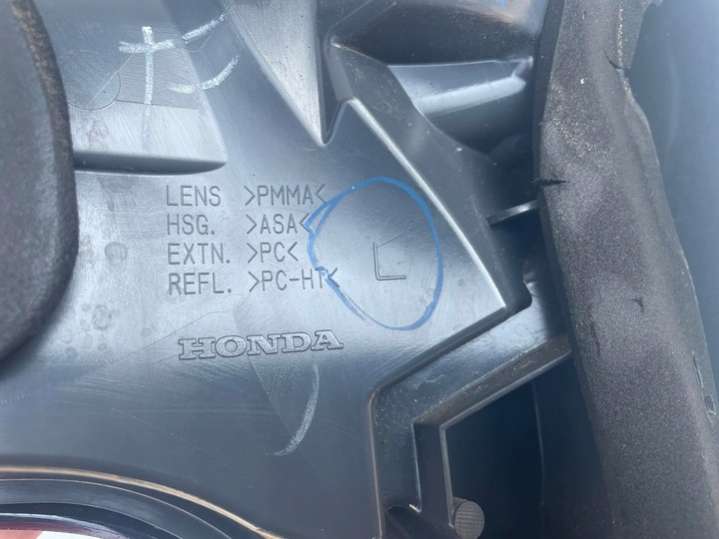 LENS >PMMA<
HSG. >ASA<
EXTN. >PC<
REFL. >PC-HT<
L
HONDA